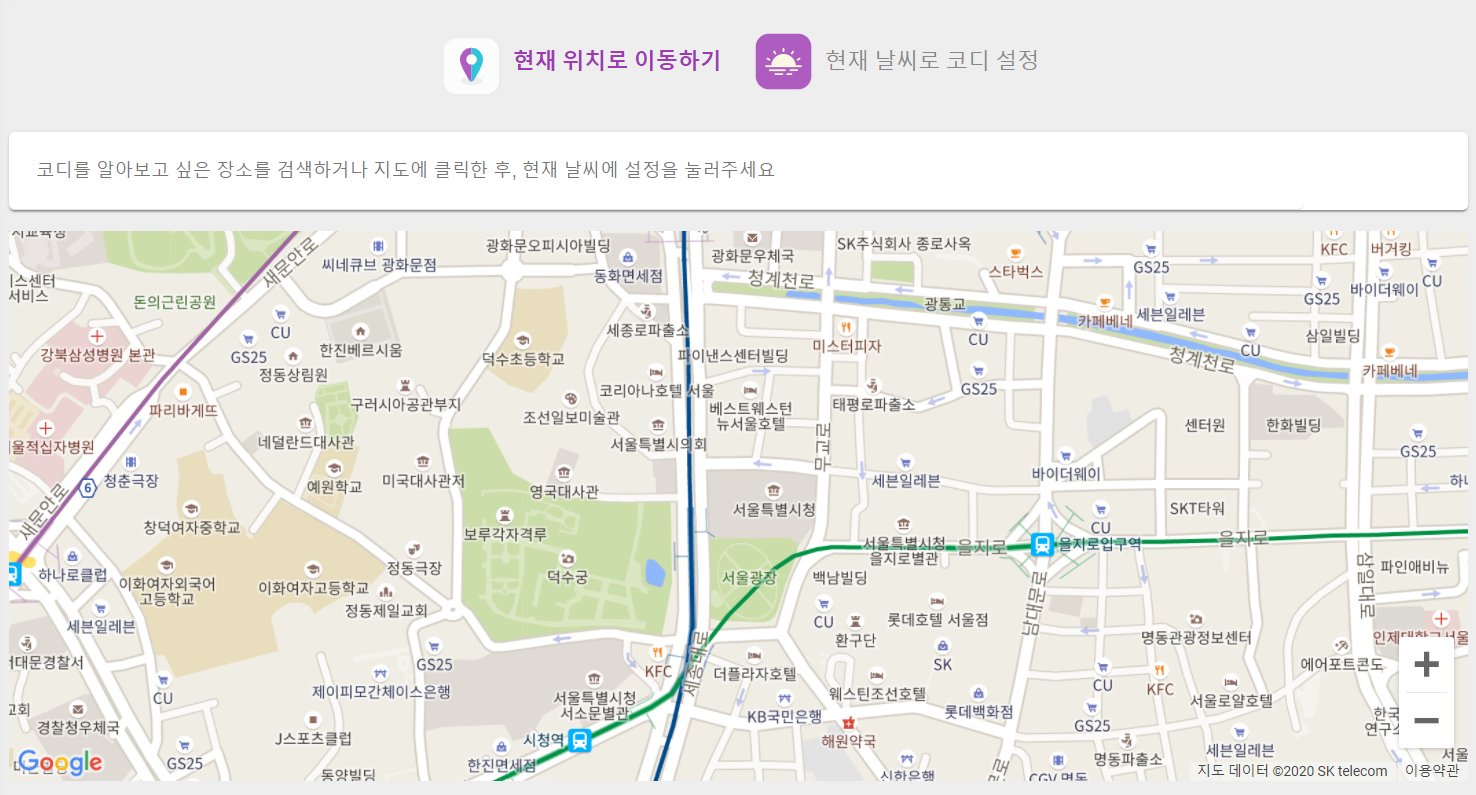 현재 위치로 이동하기
현재 날씨로 코디 설정
코디를 알아보고 싶은 장소를 검색하거나 지도에 클릭한 후, 현재 날씨에 설정을 눌러주세요
새문안로
광화문오피시아빌딩
씨네큐브 광화문점
동화면세점
광화문우체국
SK주식회사 종로사옥
청계천로
스타벅스
KFC
버거킹
GS25
바이더웨이
CU
GS25
돈의근린공원
CU
세종로파출소
광통교
카페베네
세븐일레븐
GS25
한진베르시움
강북삼성병원 본관
정동상림원
덕수초등학교
파이낸스센터빌딩
미스터피자
CU
청계천로
CU
삼일빌딩
카페베네
파리바게뜨
구러시아공관부지
코리아나호텔 서울
조선일보미술관
베스트웨스턴
뉴서울호텔
태평로파출소
GS25
네덜란드대사관
서울특별시의회
센터원
한화빌딩
청춘극장
예원학교
미국대사관저
영국대사관
세븐일레븐
바이더웨이
GS25
6
새문안로
창덕여자중학교
보루각자격루
서울특별시청
CU
SKT타워
서울특별시청
을지로별관
을지로
을지로입구역
을지로
하나로클럽
이화여자외국어
고등학교
이화여자고등학교
정동극장
덕수궁
서울광장
백남빌딩
파인애비뉴
삼일대로
세븐일레븐
정동제일교회
CU
환구단
롯데호텔 서울점
남대문로
명동관광정보센터
GS25
KFC
세종대로
더플라자호텔
SK
에어포트콘도
CU
제이피모간체이스은행
서울특별시청
서소문별관
웨스틴조선호텔
CU
KFC
서울로얄호텔
경찰청우체국
J스포츠클럽
KB국민은행
롯데백화점
GS25
시청역
해원약국
GS25
한진면세점
동양빌딩
신한은행
CGV 명동
명동파출소
세븐일레븐
Google
지도 데이터 ©2020 SK telecom
이용약관